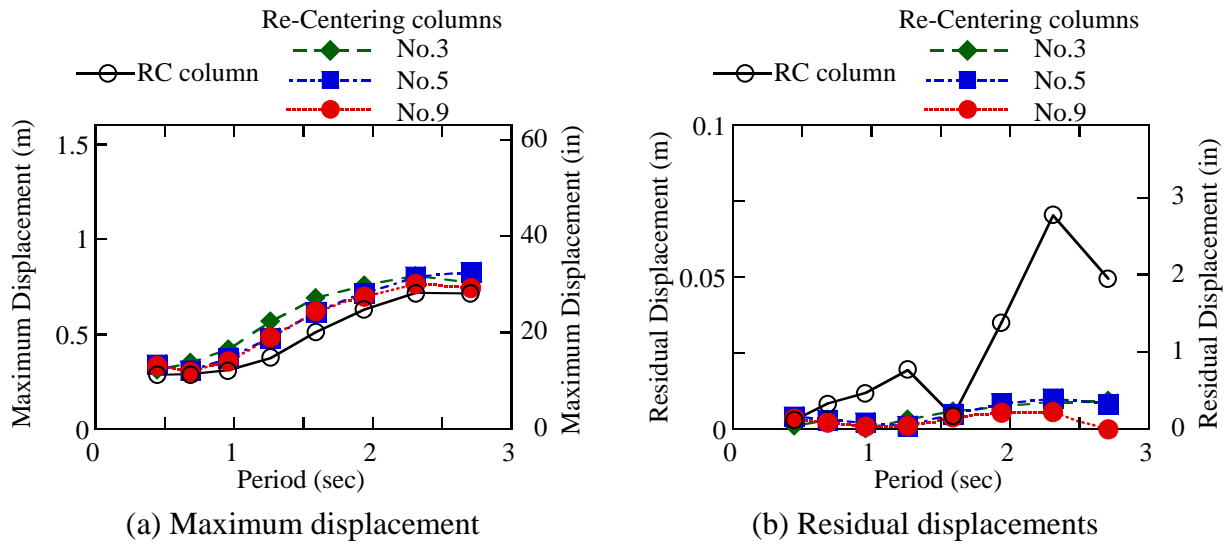 Re-Centering columns
No.3
RC column
No.5
No.9
Maximum Displacement (m)
1.5
1
0.5
0
60
40
20
0
Maximum Displacement (in)
0
1
2
3
Period (sec)
(a) Maximum displacement
Re-Centering columns
No.3
RC column
No.5
No.9
Residual Displacement (m)
0.1
0.05
0
3
2
1
0
Residual Displacement (in)
0
1
2
3
Period (sec)
(b) Residual displacements